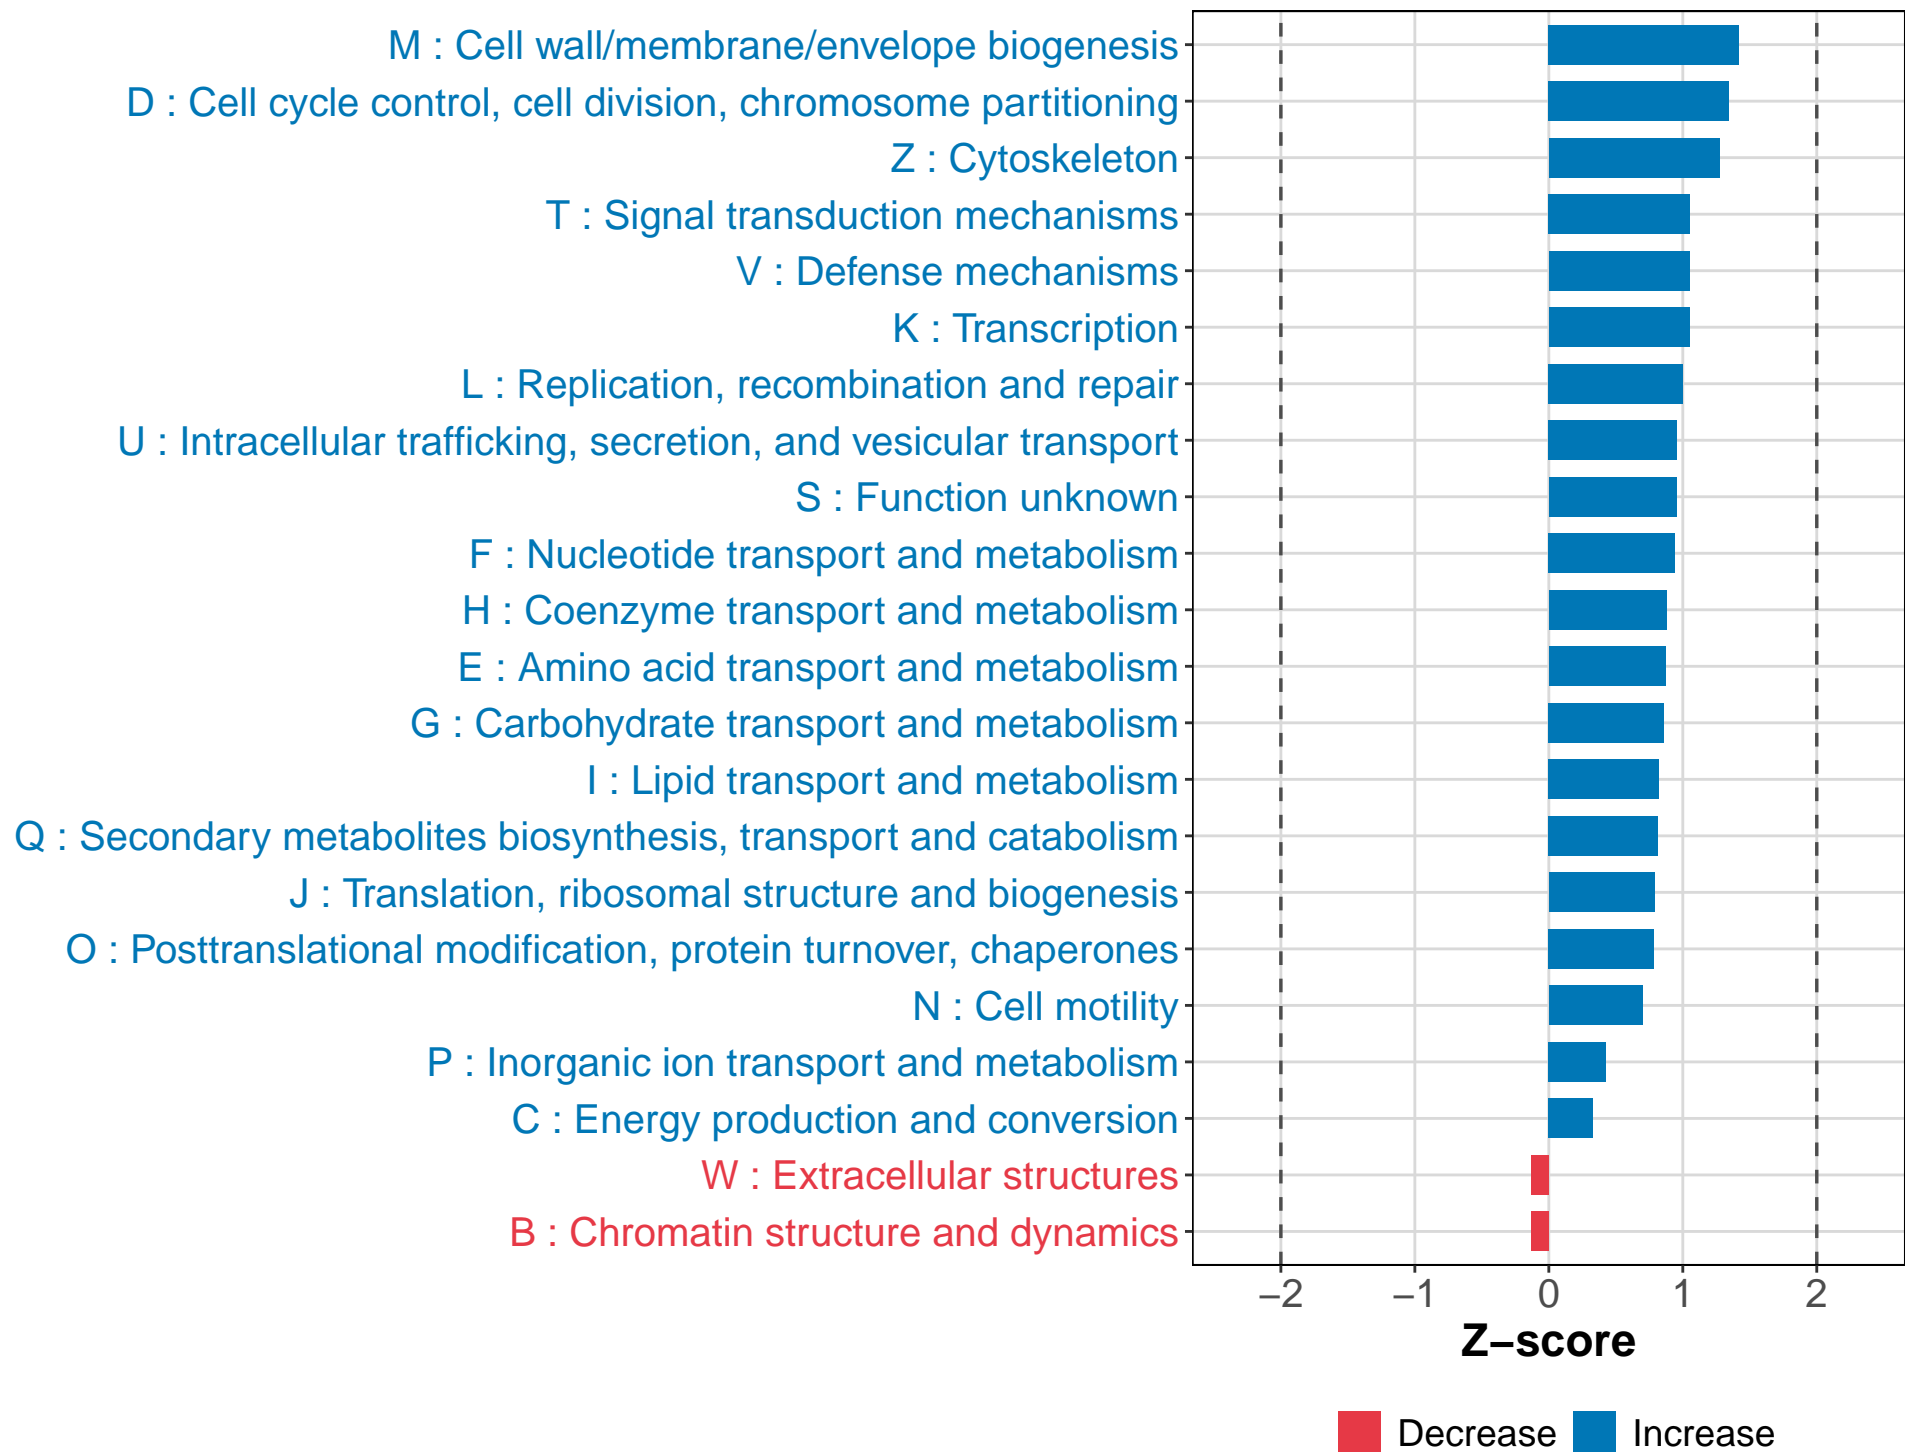 M : Cell wall/membrane/envelope biogenesis
D : Cell cycle control, cell division, chromosome partitioning
Z : Cytoskeleton
T : Signal transduction mechanisms
V : Defense mechanisms
K : Transcription
L : Replication, recombination and repair
U : Intracellular trafficking, secretion, and vesicular transport
S : Function unknown
F : Nucleotide transport and metabolism
H : Coenzyme transport and metabolism
E : Amino acid transport and metabolism
G : Carbohydrate transport and metabolism
I : Lipid transport and metabolism
Q : Secondary metabolites biosynthesis, transport and catabolism
J : Translation, ribosomal structure and biogenesis
O : Posttranslational modification, protein turnover, chaperones
N : Cell motility
P : Inorganic ion transport and metabolism
C : Energy production and conversion
W : Extracellular structures
B : Chromatin structure and dynamics
−2 −1 0 1 2
Z−score
Decrease Increase